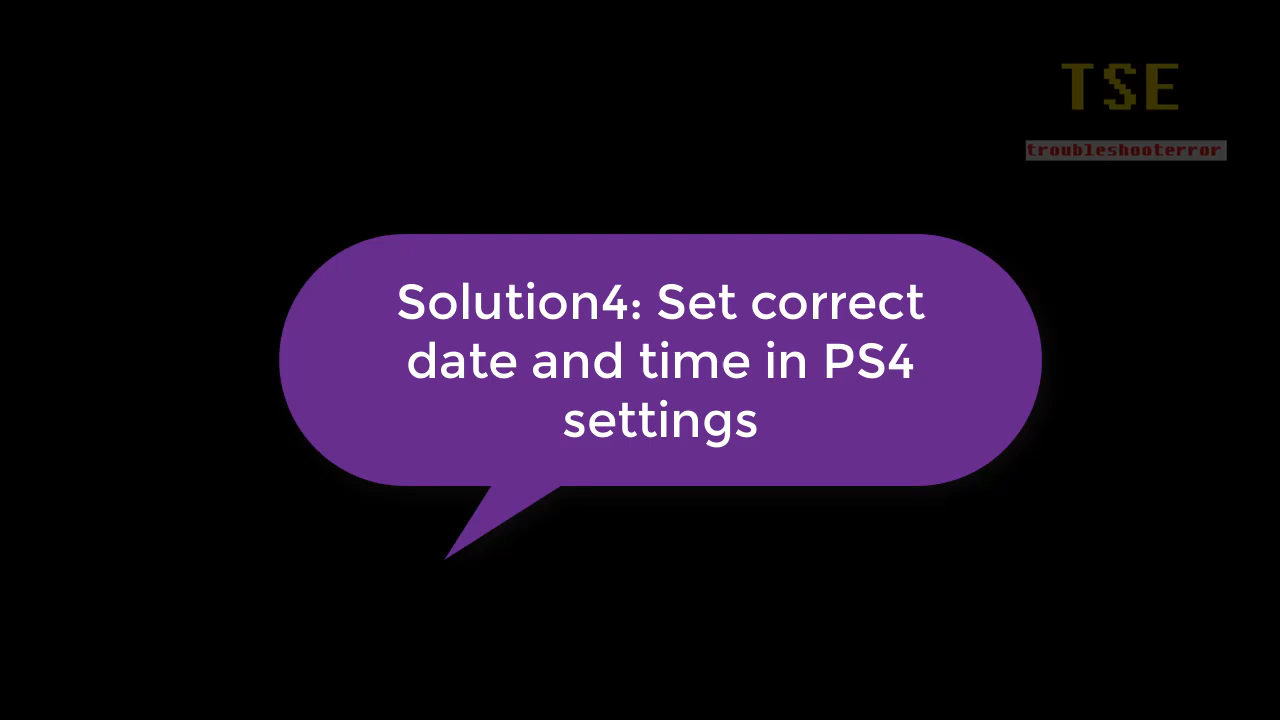 TSE
troubleshooterror
Solution4: Set correct
date and time in PS4
settings